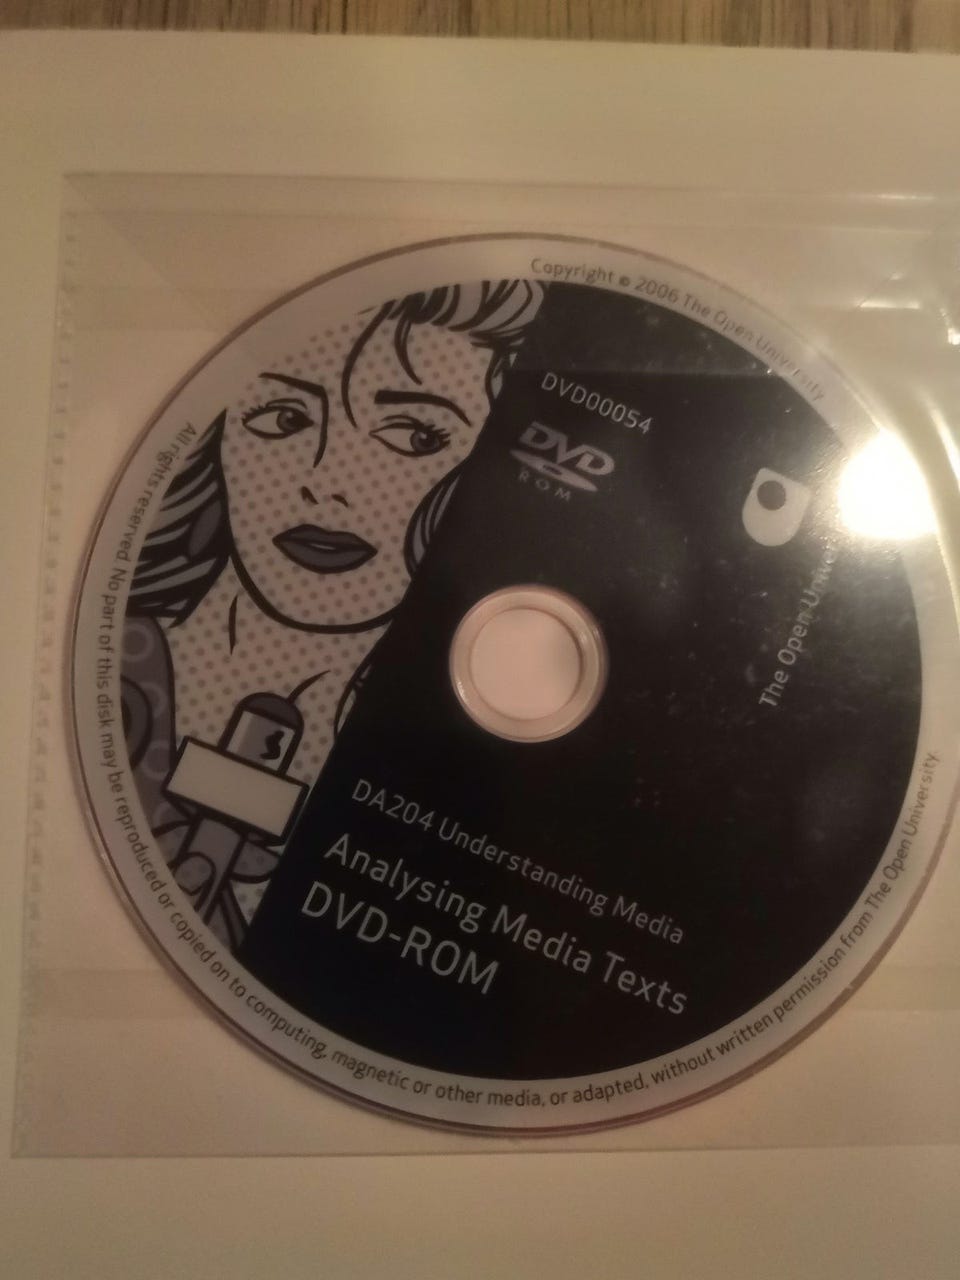 Copyright © 2006 The Open University
DVD00054
DVD
ROM
The Open
DA204 Understanding Media
Analysing Media Texts
DVD-ROM
All rights reserved. No part of this disk may be reproduced or copied on to computing, magnetic or other media, or adapted, without written permission from The Open University.